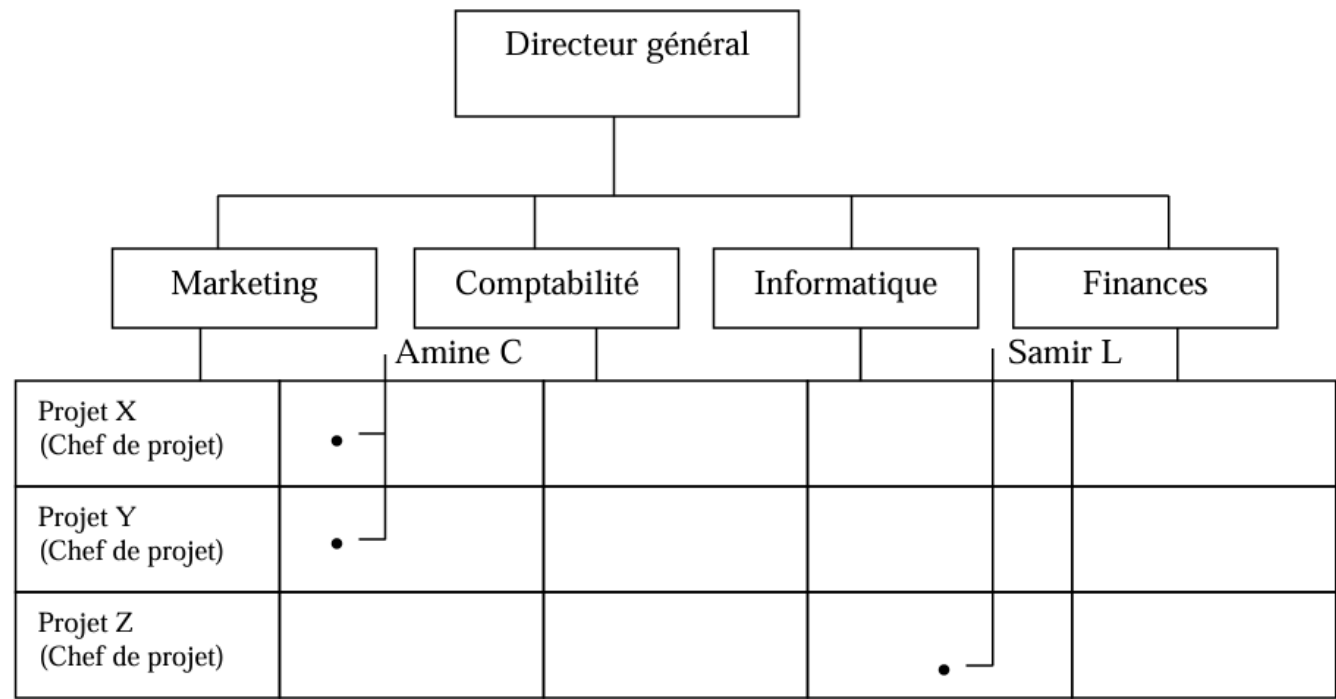 Directeur général
Marketing
Comptabilité
Informatique
Finances
Amine C
Samir L
Projet X
(Chef de projet)
Projet Y
(Chef de projet)
Projet Z
(Chef de projet)